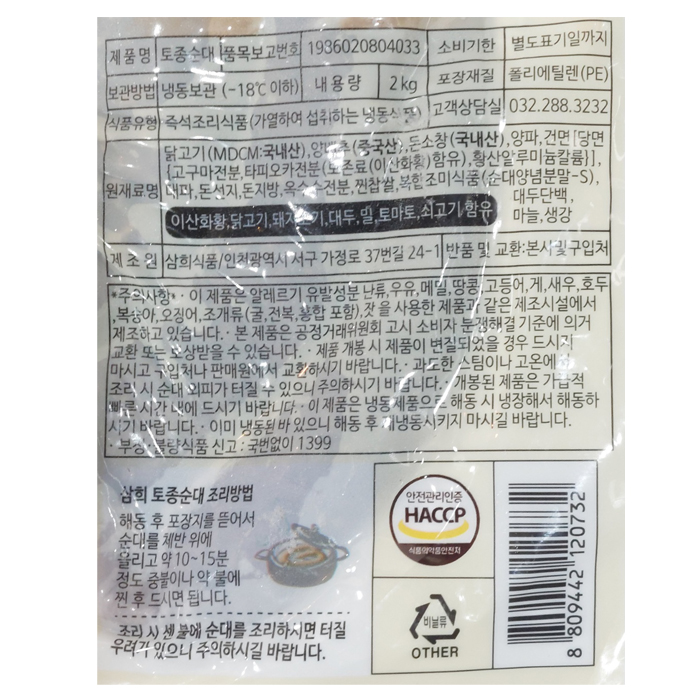 제품명 토종순대 품목보고번호 1936020804033 소비기한 별도표기일까지
보관방법 냉동보관 (-18℃ 이하) 내용량 2kg 포장재질 폴리에틸렌(PE)
식품유형 즉석조리식품(가열하여 섭취하는 냉동식품) 고객상담실 032.288.3232
원재료명
닭고기(MDCM:국내산),양배추(중국산),돈소창(국내산),양파,건면[당면
{고구마전분,타피오카전분(토존료(이산화황)함유),황산알루미늄칼륨}],
대파,돈선지,돈지방,옥수수전분,찐찹쌀,복합조미식품(순대양념분말-S),
대두단백,
마늘,생강
이산화황,닭고기,돼지고기,대두,밀,토마토,쇠고기 함유
제조원 삼희식품/인천광역시 서구 가정로 37번길 24-1 반품 및 교환:본사및구입처
*주의사항* · 이 제품은 알레르기 유발성분 난류,우유,메밀,땅콩,고등어,게,새우,호두
,복숭아,오징어,조개류(굴,전복,홍합 포함),잣 을 사용한 제품과 같은 제조시설에서
제조하고 있습니다. · 본 제품은 공정거래위원회 고시 소비자 분쟁해결 기준에 의거
교환 또는 보상받을 수 있습니다. · 제품 개봉 시 제품이 변질되었을 경우 드시지
마시고 구입처나 판매원에서 교환하시기 바랍니다. · 과도한 스팀이나 고온에
조리 시 순대 외피가 터질 수 있으니 주의하시기 바랍니다. · 개봉된 제품은 가급적
빠른 시간 내에 드시기 바랍니다. · 이 제품은 냉동제품으로 해동 시 냉장해서 해동하
시기 바랍니다. · 이미 냉동된 바 있으니 해동 후 재냉동시키지 마시길 바랍니다.
· 부정·불량식품 신고 : 국번없이 1399
삼희 토종순대 조리방법
해동 후 포장지를 뜯어서
순대를 체반 위에
올리고 약 10~15분
정도 중불이나 약 불에
찐 후 드시면 됩니다.
조리 시 센 불에 순대를 조리하시면 터질
우려가 있으니 주의하시길 바랍니다.
안전관리인증
HACCP
식품의약품안전처
비닐류
OTHER
8 809442 120732